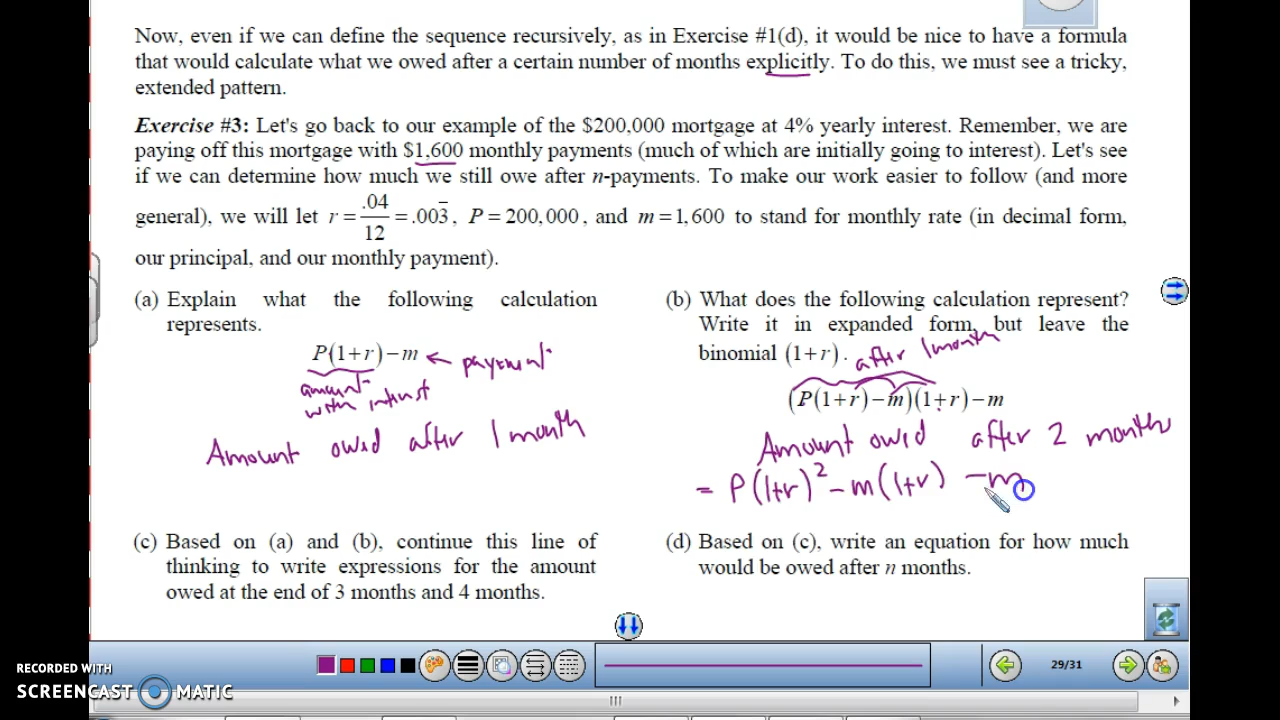 Now, even if we can define the sequence recursively, as in Exercise #1(d), it would be nice to have a formula
that would calculate what we owed after a certain number of months explicitly. To do this, we must see a tricky,
extended pattern.
Exercise #3: Let's go back to our example of the $200,000 mortgage at 4% yearly interest. Remember, we are
paying off this mortgage with $1,600 monthly payments (much of which are initially going to interest). Let's see
if we can determine how much we still owe after n-payments. To make our work easier to follow (and more
general), we will let r = .04/12 = .003̅, P = 200,000, and m = 1,600 to stand for monthly rate (in decimal form,
our principal, and our monthly payment).
(a) Explain what the following calculation
represents.
P(1+r)−m ← payment
amount
with interest
Amount owed after 1 month
(b) What does the following calculation represent?
Write it in expanded form, but leave the
binomial (1+r).
after 1 month
(P(1+r)−m)(1+r)−m
Amount owed after 2 months
= P(1+r)² − m(1+r) − m
(c) Based on (a) and (b), continue this line of
thinking to write expressions for the amount
owed at the end of 3 months and 4 months.
(d) Based on (c), write an equation for how much
would be owed after n months.
29/31
RECORDED WITH
SCREENCAST MATIC